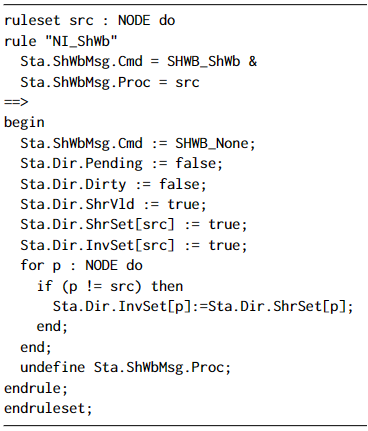 ruleset src : NODE do
rule "NI_ShWb"
  Sta.ShWbMsg.Cmd = SHWB_ShWb &
  Sta.ShWbMsg.Proc = src
==>
begin
  Sta.ShWbMsg.Cmd := SHWB_None;
  Sta.Dir.Pending := false;
  Sta.Dir.Dirty := false;
  Sta.Dir.ShrVld := true;
  Sta.Dir.ShrSet[src] := true;
  Sta.Dir.InvSet[src] := true;
  for p : NODE do
    if (p != src) then
      Sta.Dir.InvSet[p]:=Sta.Dir.ShrSet[p];
    end;
  end;
  undefine Sta.ShWbMsg.Proc;
endrule;
endruleset;